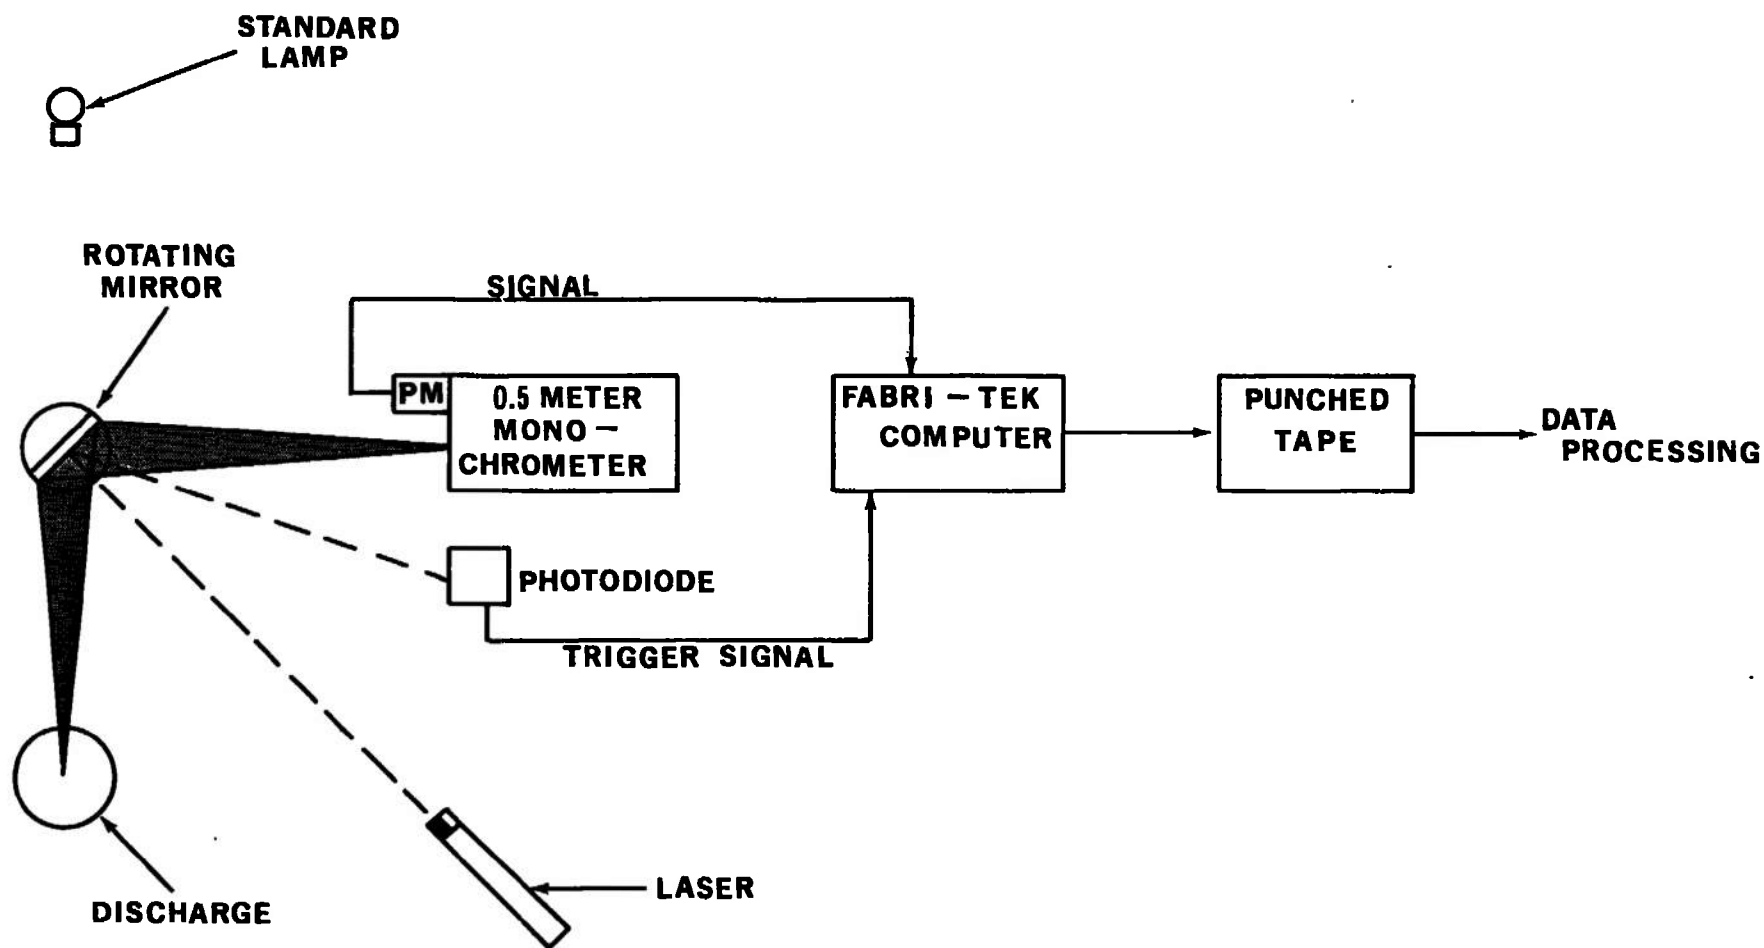 STANDARD
LAMP
ROTATING
MIRROR
SIGNAL
PM
0.5 METER
MONO-
CHROMETER
FABRI-TEK
COMPUTER
PUNCHED
TAPE
DATA
PROCESSING
PHOTODIODE
TRIGGER SIGNAL
LASER
DISCHARGE